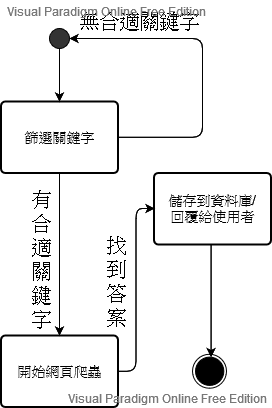 Visual Paradigm Online Free Edition
無合適關鍵字
篩選關鍵字
有合適關鍵字
儲存到資料庫/
回覆給使用者
找到答案
開始網頁爬蟲
Visual Paradigm Online Free Edition